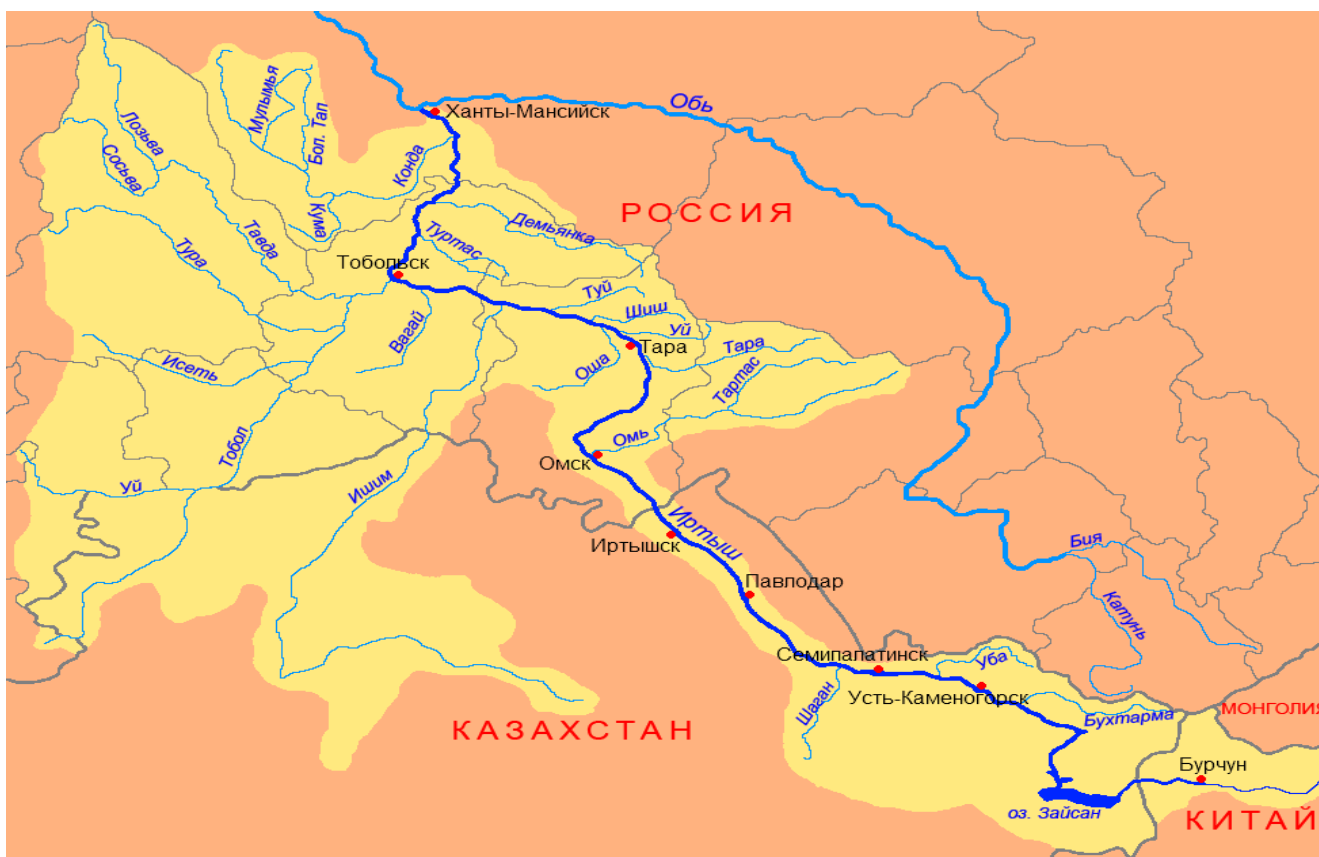 Обь
Ханты-Мансийск
Мулымья
Бол. Тап
Лозьва
Сосьва
Конда
РОССИЯ
Кума
Демьянка
Туртас
Тавда
Тура
Тобольск
Туй
Шиш
Уй
Тара
Тара
Вагай
Оша
Исеть
Тартас
Омь
Тобол
Омск
Ишим
Уй
Иртыш
Иртышск
Бия
Павлодар
Катунь
Семипалатинск
Уба
Шаган
Усть-Каменогорск
КАЗАХСТАН
Бухтарма
МОНГОЛИЯ
Бурчун
оз. Зайсан
КИТАЙ